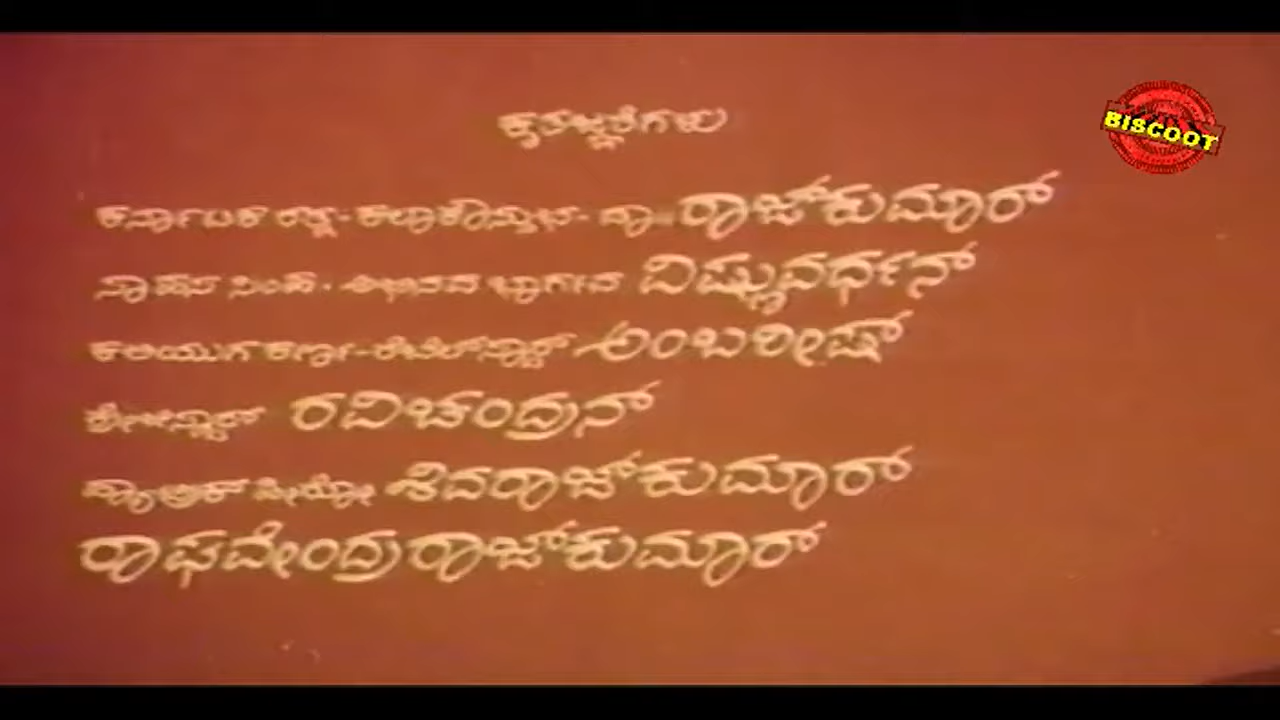 ಕೃತಜ್ಞತೆಗಳು
BISCOOT
ಕರ್ನಾಟಕ ರತ್ನ-ಕಲಾಕೌಸ್ತುಭ- ಡಾ॥ ರಾಜ್‌ಕುಮಾರ್
ಸಾಹಸ ಸಿಂಹ - ಅಭಿನವ ಭಾರ್ಗವ ವಿಷ್ಣುವರ್ಧನ್
ಕಲಿಯುಗ ಕರ್ಣ-ರೆಬೆಲ್‌ಸ್ಟಾರ್ ಅಂಬರೀಷ್
ಕ್ರೇಜಿಸ್ಟಾರ್ ರವಿಚಂದ್ರನ್
ಹ್ಯಾಟ್ರಿಕ್ ಹೀರೋ ಶಿವರಾಜ್‌ಕುಮಾರ್
ರಾಘವೇಂದ್ರರಾಜ್‌ಕುಮಾರ್